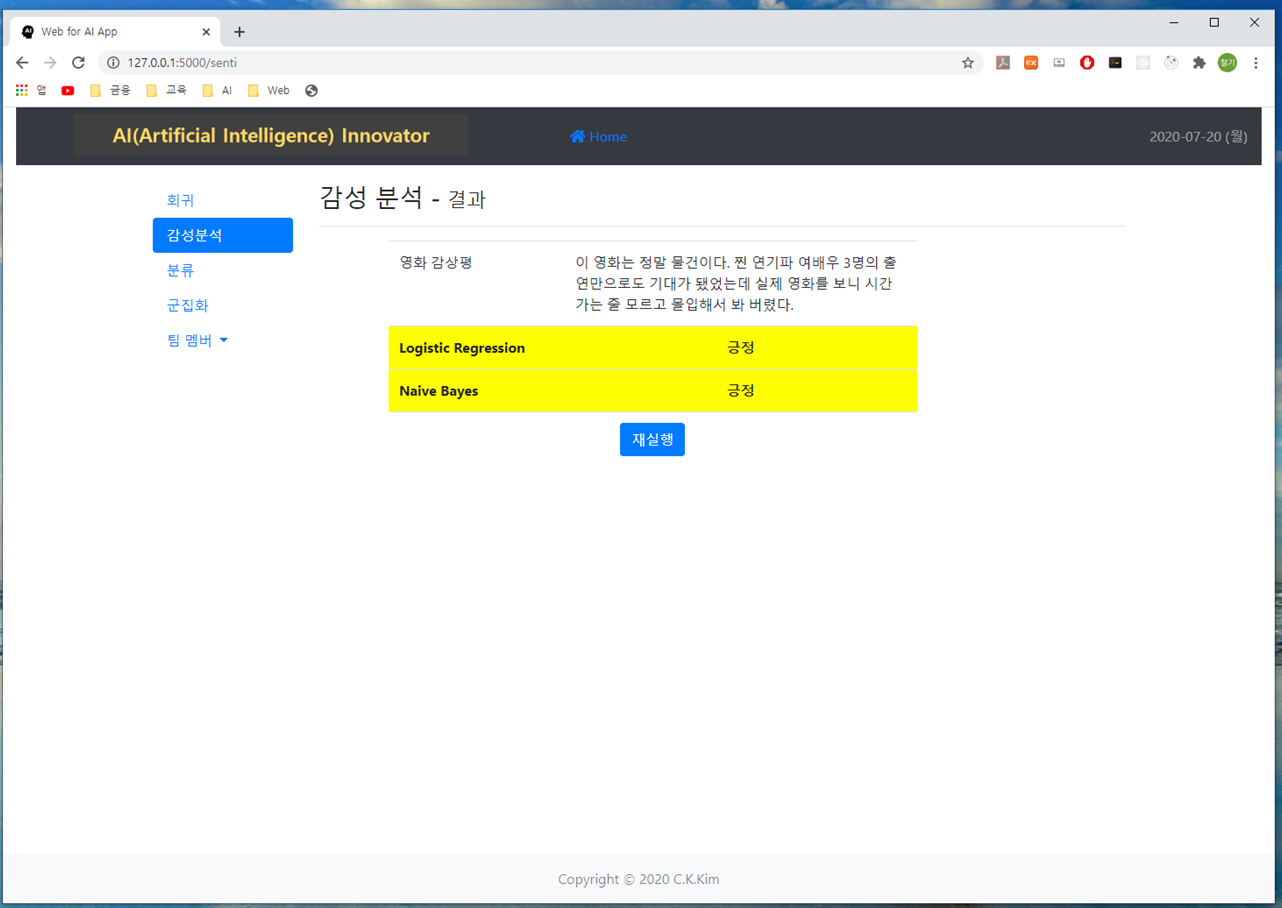 Web for AI App
127.0.0.1:5000/senti
앱
금융
교육
AI
Web
AI(Artificial Intelligence) Innovator
Home
2020-07-20 (월)
회귀
감성분석
분류
군집화
팀 멤버
감성 분석 - 결과
영화 감상평
이 영화는 정말 물건이다. 찐 연기파 여배우 3명의 출
연만으로도 기대가 됐었는데 실제 영화를 보니 시간
가는 줄 모르고 몰입해서 봐 버렸다.
Logistic Regression 긍정
Naive Bayes 긍정
재실행
Copyright © 2020 C.K.Kim